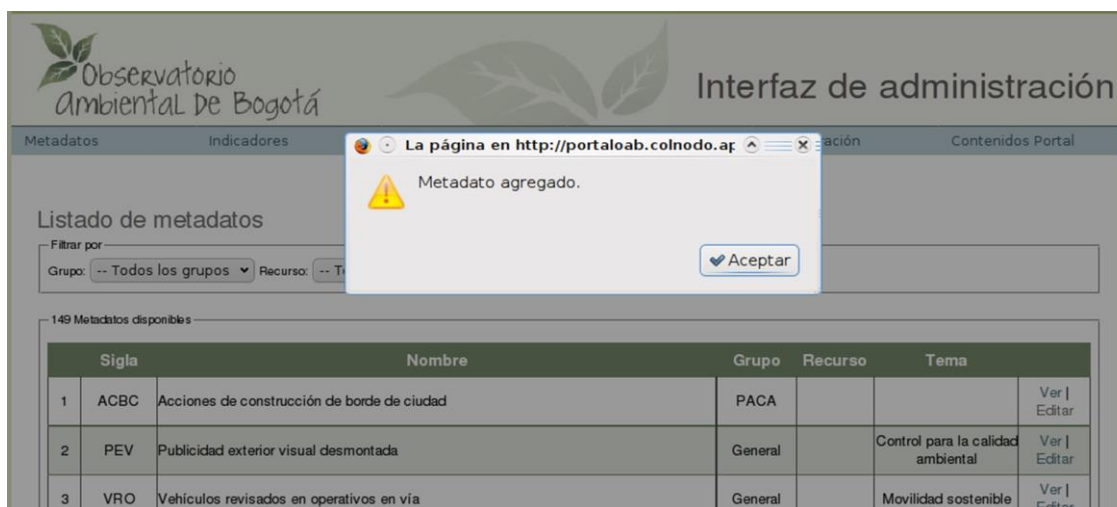 Observatorio
Ambiental De Bogotá
Interfaz de administración
Metadatos Indicadores ación Contenidos Portal
La página en http://portaloab.colnodo.ap
Metadato agregado.
Aceptar
Listado de metadatos
Filtrar por
Grupo: -- Todos los grupos Recurso: -- T
149 Metadatos disponibles
Sigla Nombre Grupo Recurso Tema
1 ACBC Acciones de construcción de borde de ciudad PACA Ver |
Editar
2 PEV Publicidad exterior visual desmontada General Control para la calidad ambiental Ver |
Editar
3 VRO Vehículos revisados en operativos en vía General Movilidad sostenible Ver |
Editar